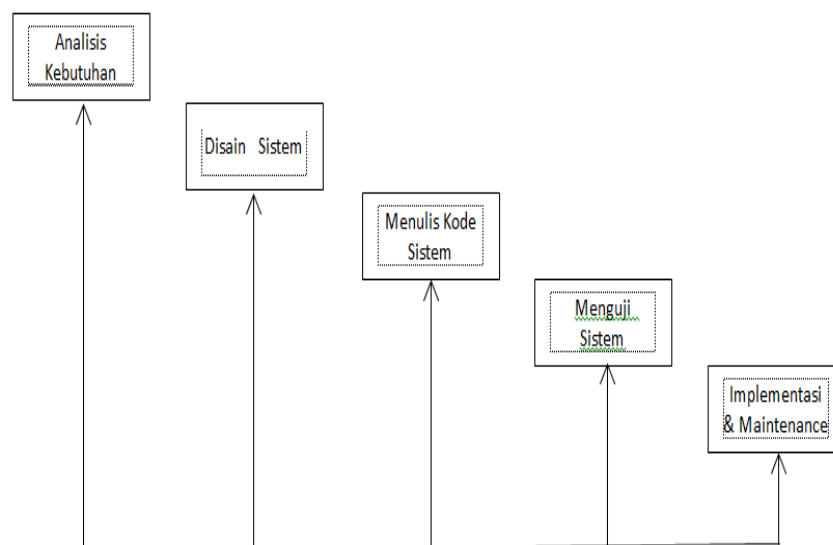 Analisis
Kebutuhan
Disain Sistem
Menulis Kode
Sistem
Menguji
Sistem
Implementasi
& Maintenance